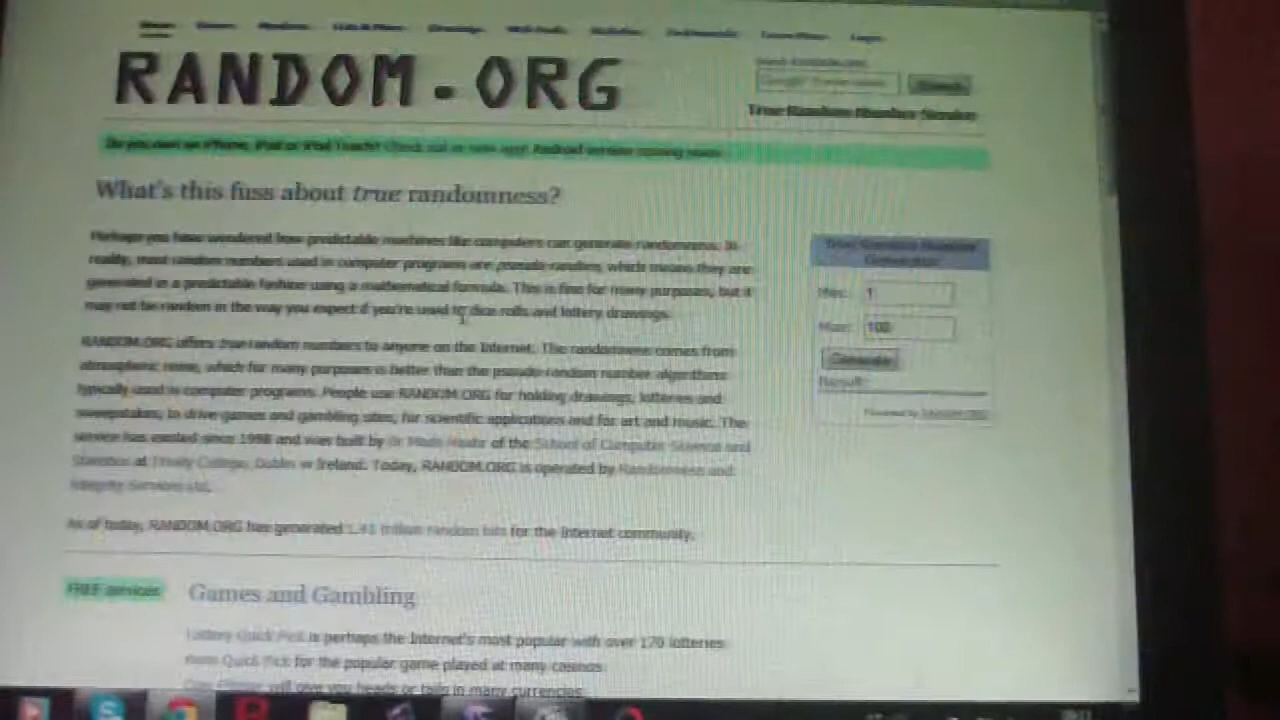 RANDOM.ORG
True Random Number Service
Do you own an iPhone, iPad or iPod Touch? Check out our new app! Android version coming soon
What's this fuss about true randomness?
Perhaps you have wondered how predictable machines like computers can generate randomness. In
reality, most random numbers used in computer programs are pseudo-random, which means they are
generated in a predictable fashion using a mathematical formula. This is fine for many purposes, but it
may not be random in the way you expect if you're used to dice rolls and lottery drawings.
True Random Number
Generator
Min: 1
Max: 100
Generate
Result:
Powered by RANDOM.ORG
RANDOM.ORG offers true random numbers to anyone on the Internet. The randomness comes from
atmospheric noise, which for many purposes is better than the pseudo-random number algorithms
typically used in computer programs. People use RANDOM.ORG for holding drawings, lotteries and
sweepstakes, to drive games and gambling sites, for scientific applications and for art and music. The
service has existed since 1998 and was built by Dr Mads Haahr of the School of Computer Science and
Statistics at Trinity College, Dublin in Ireland. Today, RANDOM.ORG is operated by Randomness and
Integrity Services Ltd.
As of today, RANDOM.ORG has generated random bits for the Internet community.
FREE services
Games and Gambling
Lottery Quick Pick is perhaps the Internet's most popular with over 170 lotteries
Keno Quick Pick for the popular game played at many casinos
Coin Flipper will give you heads or tails in many currencies